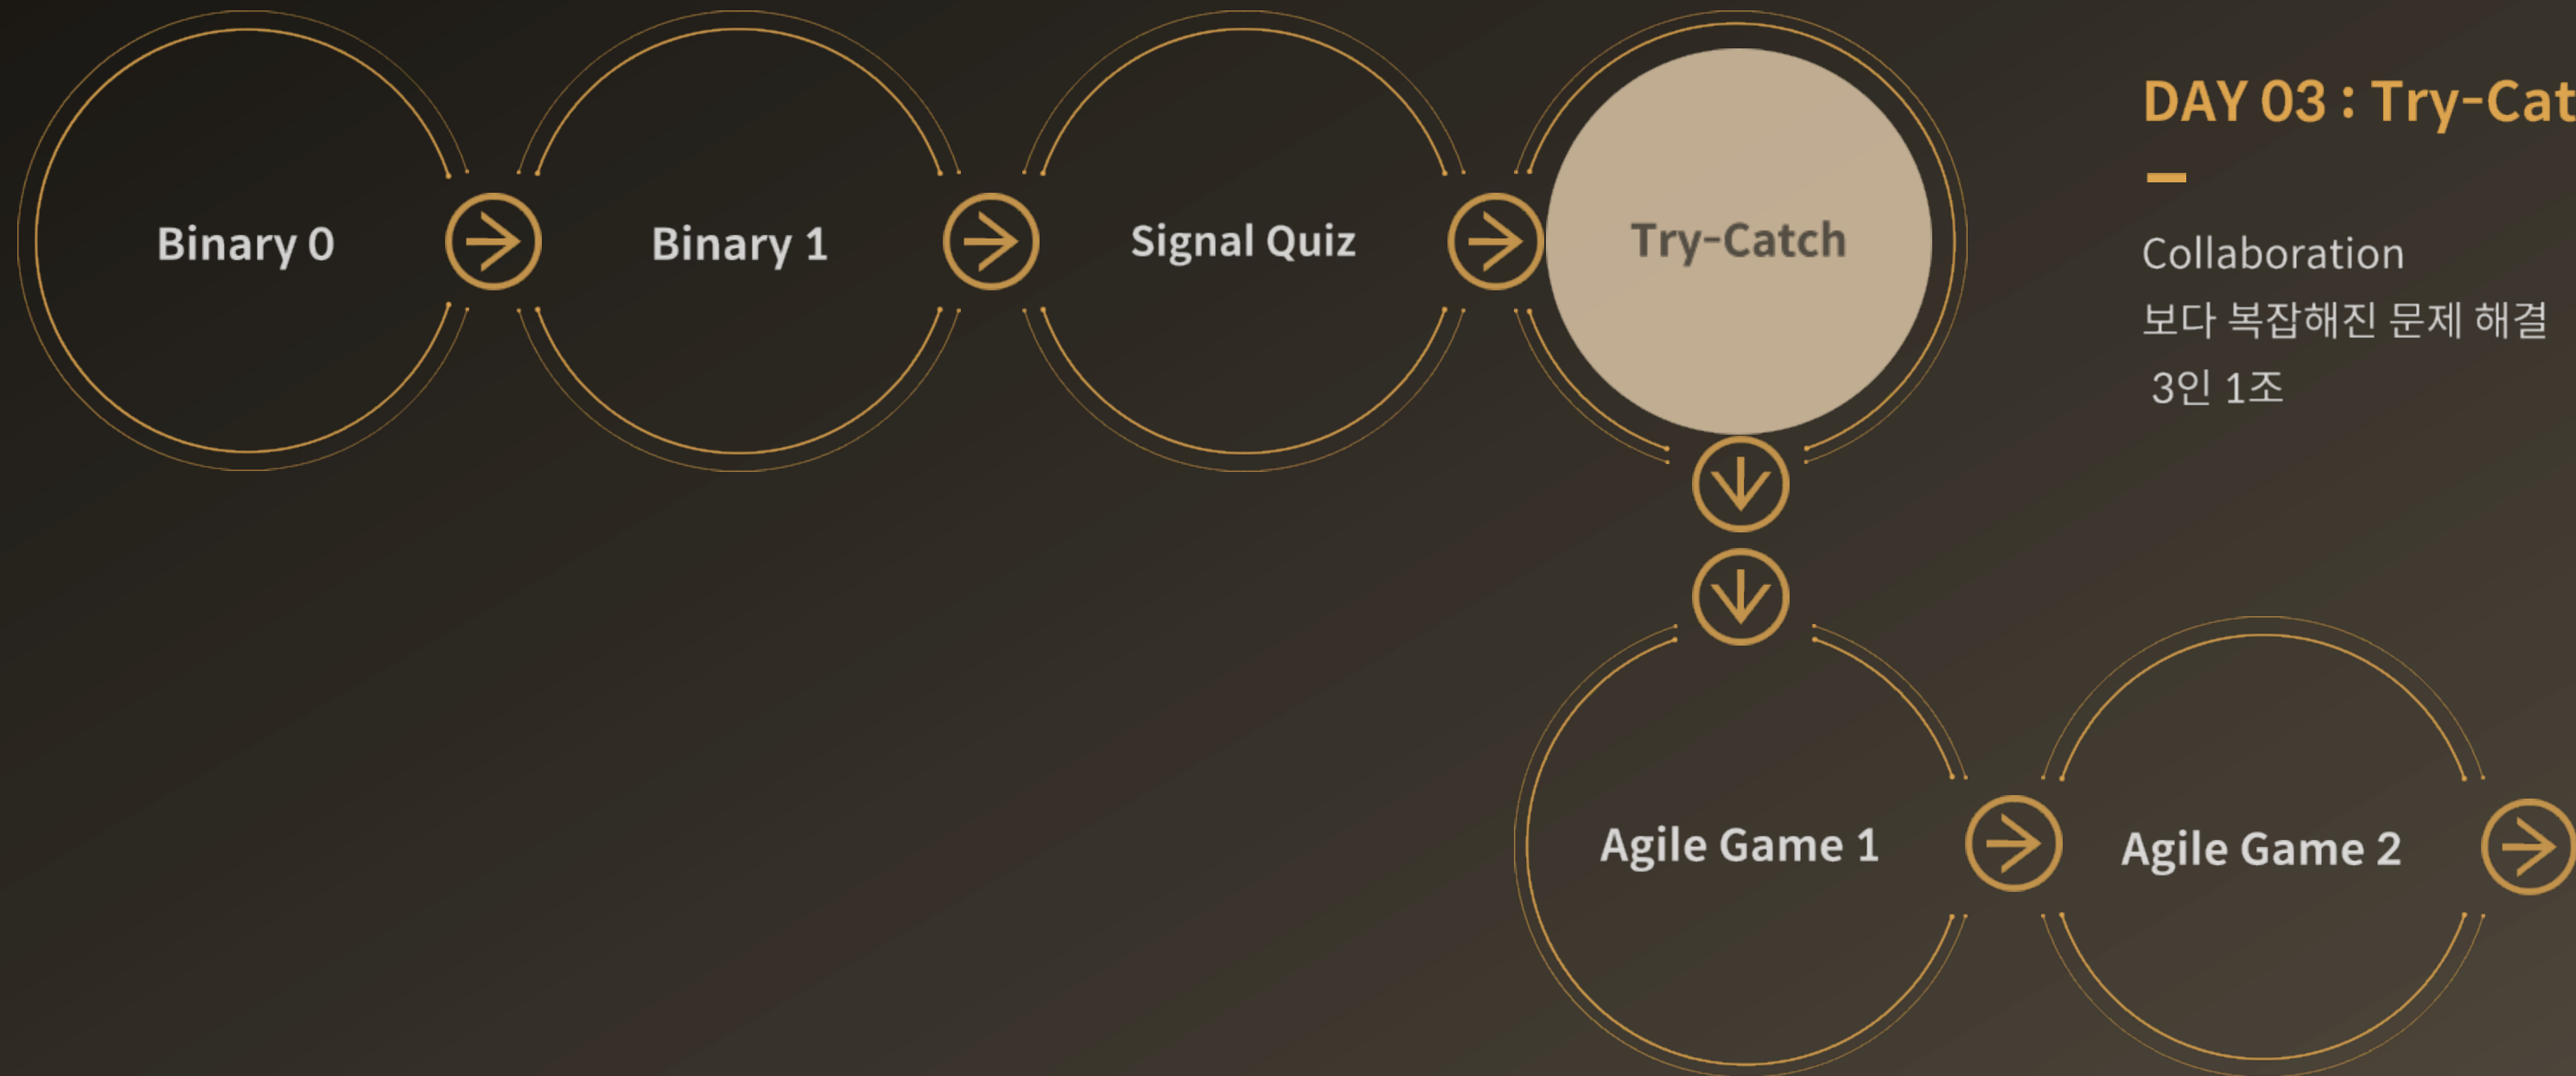 Binary 0
Binary 1
Signal Quiz
Try-Catch
DAY 03 : Try-Cat
Collaboration
보다 복잡해진 문제 해결
3인 1조
Agile Game 1
Agile Game 2